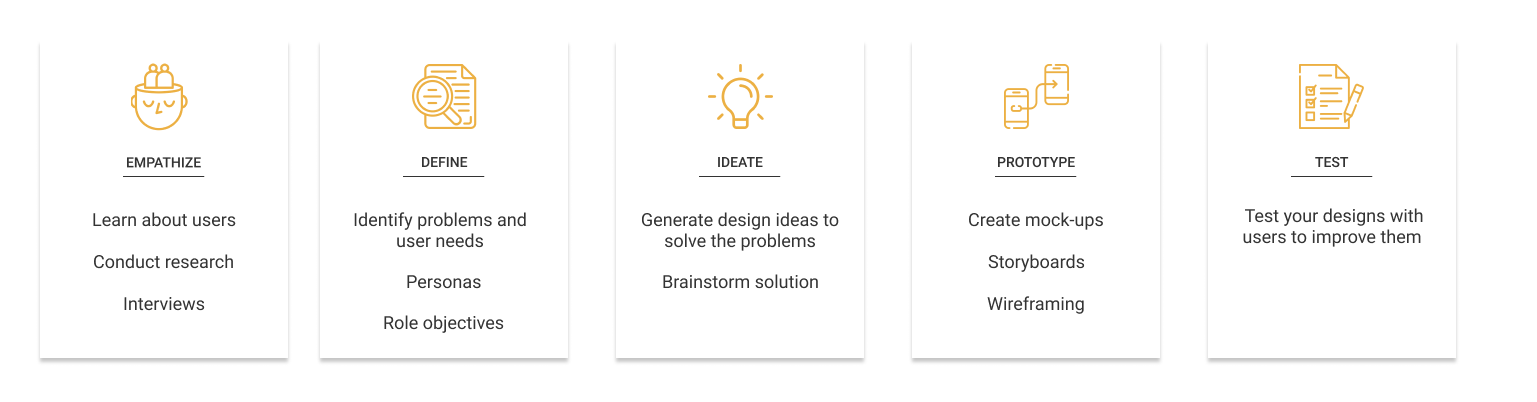 EMPATHIZE
Learn about users
Conduct research
Interviews
DEFINE
Identify problems and
user needs
Personas
Role objectives
IDEATE
Generate design ideas to
solve the problems
Brainstorm solution
PROTOTYPE
Create mock-ups
Storyboards
Wireframing
TEST
Test your designs with
users to improve them